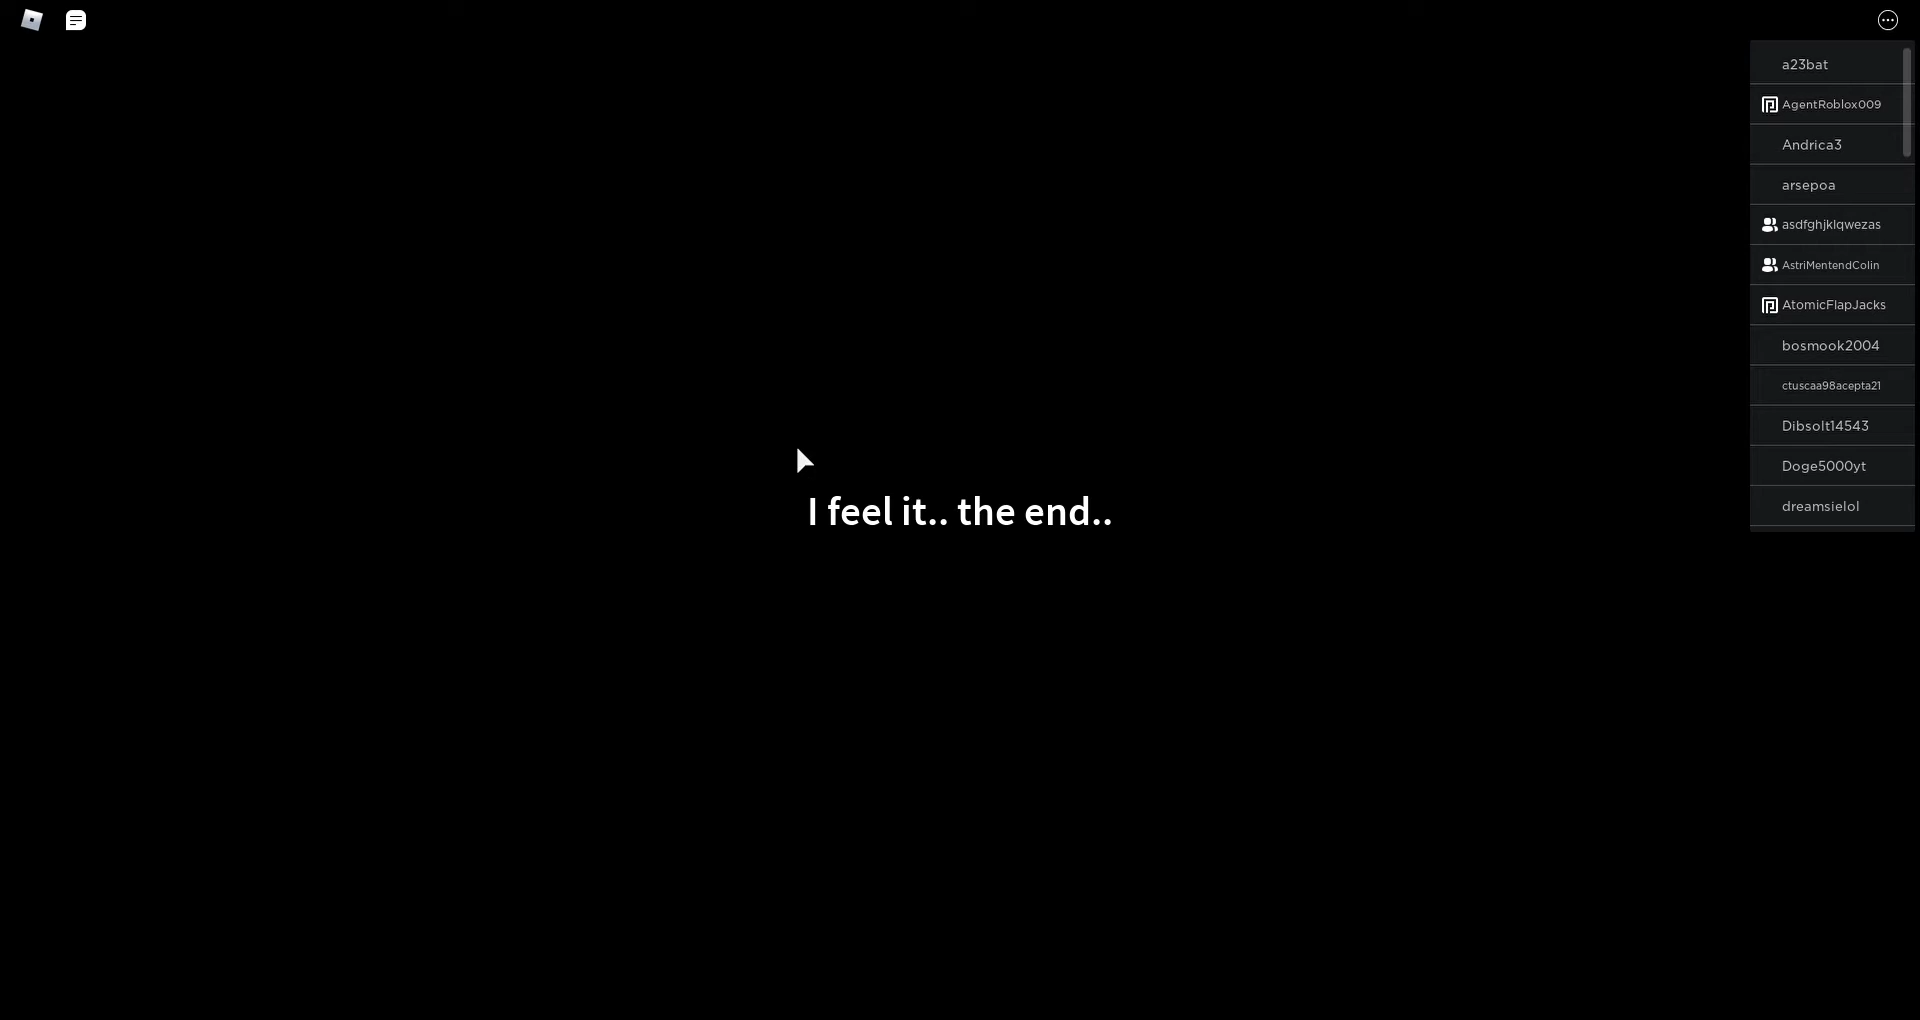 a23bat
AgentRoblox009
Andrica3
arsepoa
asdfghjklqwezas
AstriMentendColin
AtomicFlapJacks
bosmook2004
ctuscaa98acepta21
Dibsolt14543
Doge5000yt
dreamsielol
I feel it.. the end..